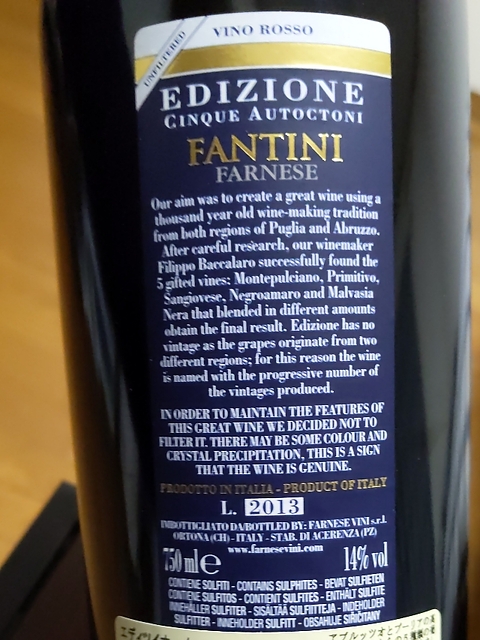 VINO ROSSO
UNFILTERED
EDIZIONE
CINQUE AUTOCTONI
FANTINI
FARNESE
Our aim was to create a great wine using a
thousand year old wine-making tradition
from both regions of Puglia and Abruzzo.
After careful research, our winemaker
Filippo Baccalaro successfully found the
5 gifted vines: Montepulciano, Primitivo,
Sangiovese, Negroamaro and Malvasia
Nera that blended in different amounts
obtain the final result. Edizione has no
vintage as the grapes originate from two
different regions; for this reason the wine
is named with the progressive number of
the vintages produced.
IN ORDER TO MAINTAIN THE FEATURES OF
THIS GREAT WINE WE DECIDED NOT TO
FILTER IT. THERE MAY BE SOME COLOUR AND
CRYSTAL PRECIPITATION, THIS IS A SIGN
THAT THE WINE IS GENUINE.
PRODOTTO IN ITALIA - PRODUCT OF ITALY
L. 2013
IMBOTTIGLIATO DA/BOTTLED BY: FARNESE VINI s.r.l.
ORTONA (CH) - ITALY - STAB. DI ACERENZA (PZ)
www.farnesevini.com
750 ml e 14% vol
CONTIENE SOLFITI - CONTAINS SULPHITES - BEVAT SULFIETEN
CONTIENE SULFITOS - CONTIENT SULFITES - ENTHÄLT SULFITE
INNEHÅLLER SULFITER - SISÄLTÄÄ SULFIITTEJA - INDEHOLDER
SULFITTER - INNEHOLDER SULFITT - OBSAHUJE SIŘIČITANY